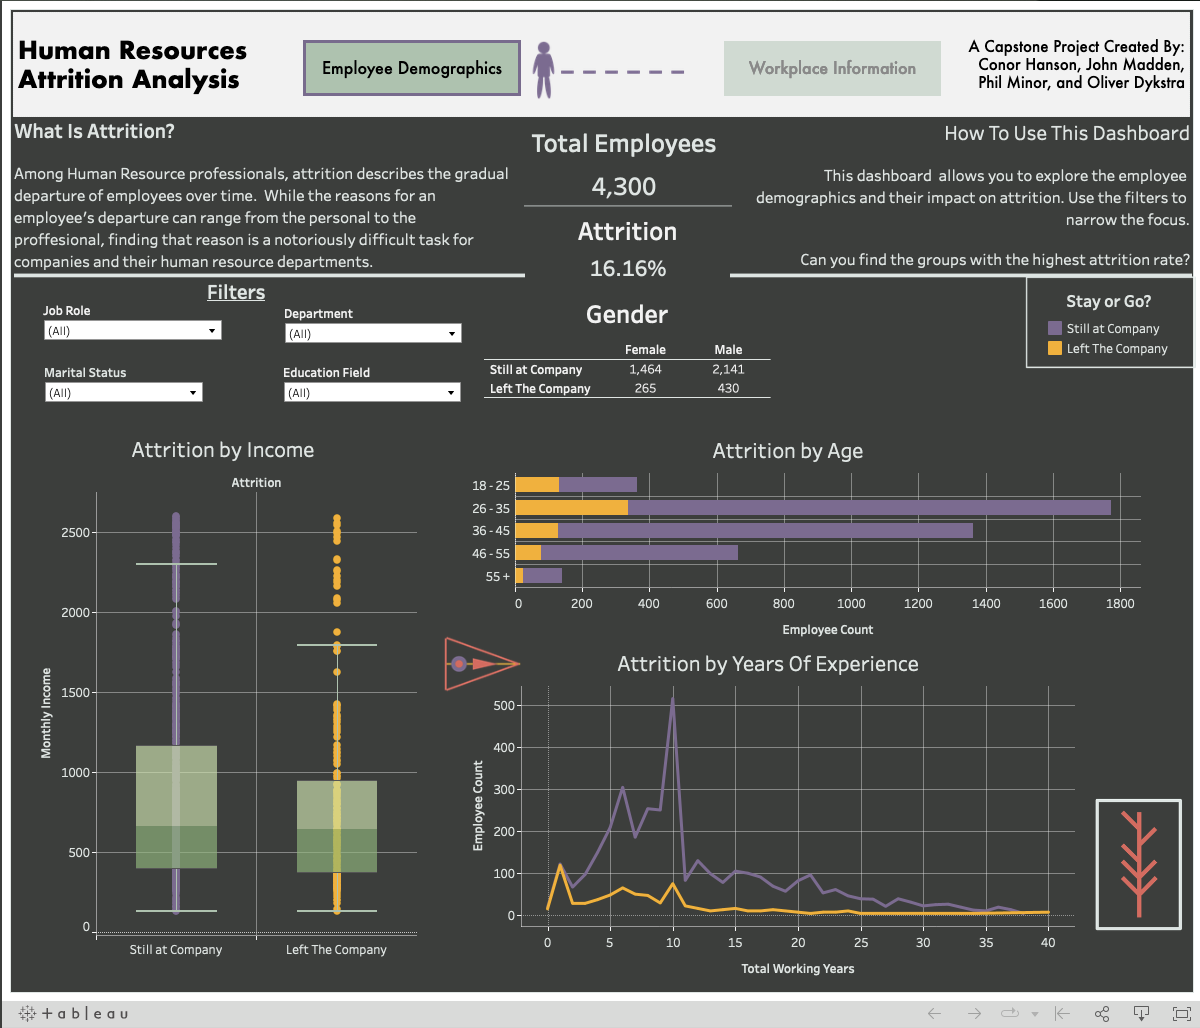 Human Resources
Attrition Analysis
Employee Demographics
Workplace Information
A Capstone Project Created By:
Conor Hanson, John Madden,
Phil Minor, and Oliver Dykstra
What Is Attrition?
Among Human Resource professionals, attrition describes the gradual
departure of employees over time.  While the reasons for an
employee's departure can range from the personal to the
proffesional, finding that reason is a notoriously difficult task for
companies and their human resource departments.
Total Employees
4,300
Attrition
16.16%
How To Use This Dashboard
This dashboard  allows you to explore the employee
demographics and their impact on attrition. Use the filters to
narrow the focus.
Can you find the groups with the highest attrition rate?
Filters
Job Role
(All)
Department
(All)
Marital Status
(All)
Education Field
(All)
Gender
Female Male
Still at Company 1,464 2,141
Left The Company 265 430
Stay or Go?
Still at Company
Left The Company
Attrition by Income
Attrition
Monthly Income
2500
2000
1500
1000
500
0
Still at Company Left The Company
Attrition by Age
18 - 25
26 - 35
36 - 45
46 - 55
55 +
0 200 400 600 800 1000 1200 1400 1600 1800
Employee Count
Attrition by Years Of Experience
Employee Count
500
400
300
200
100
0
0 5 10 15 20 25 30 35 40
Total Working Years
+ableau